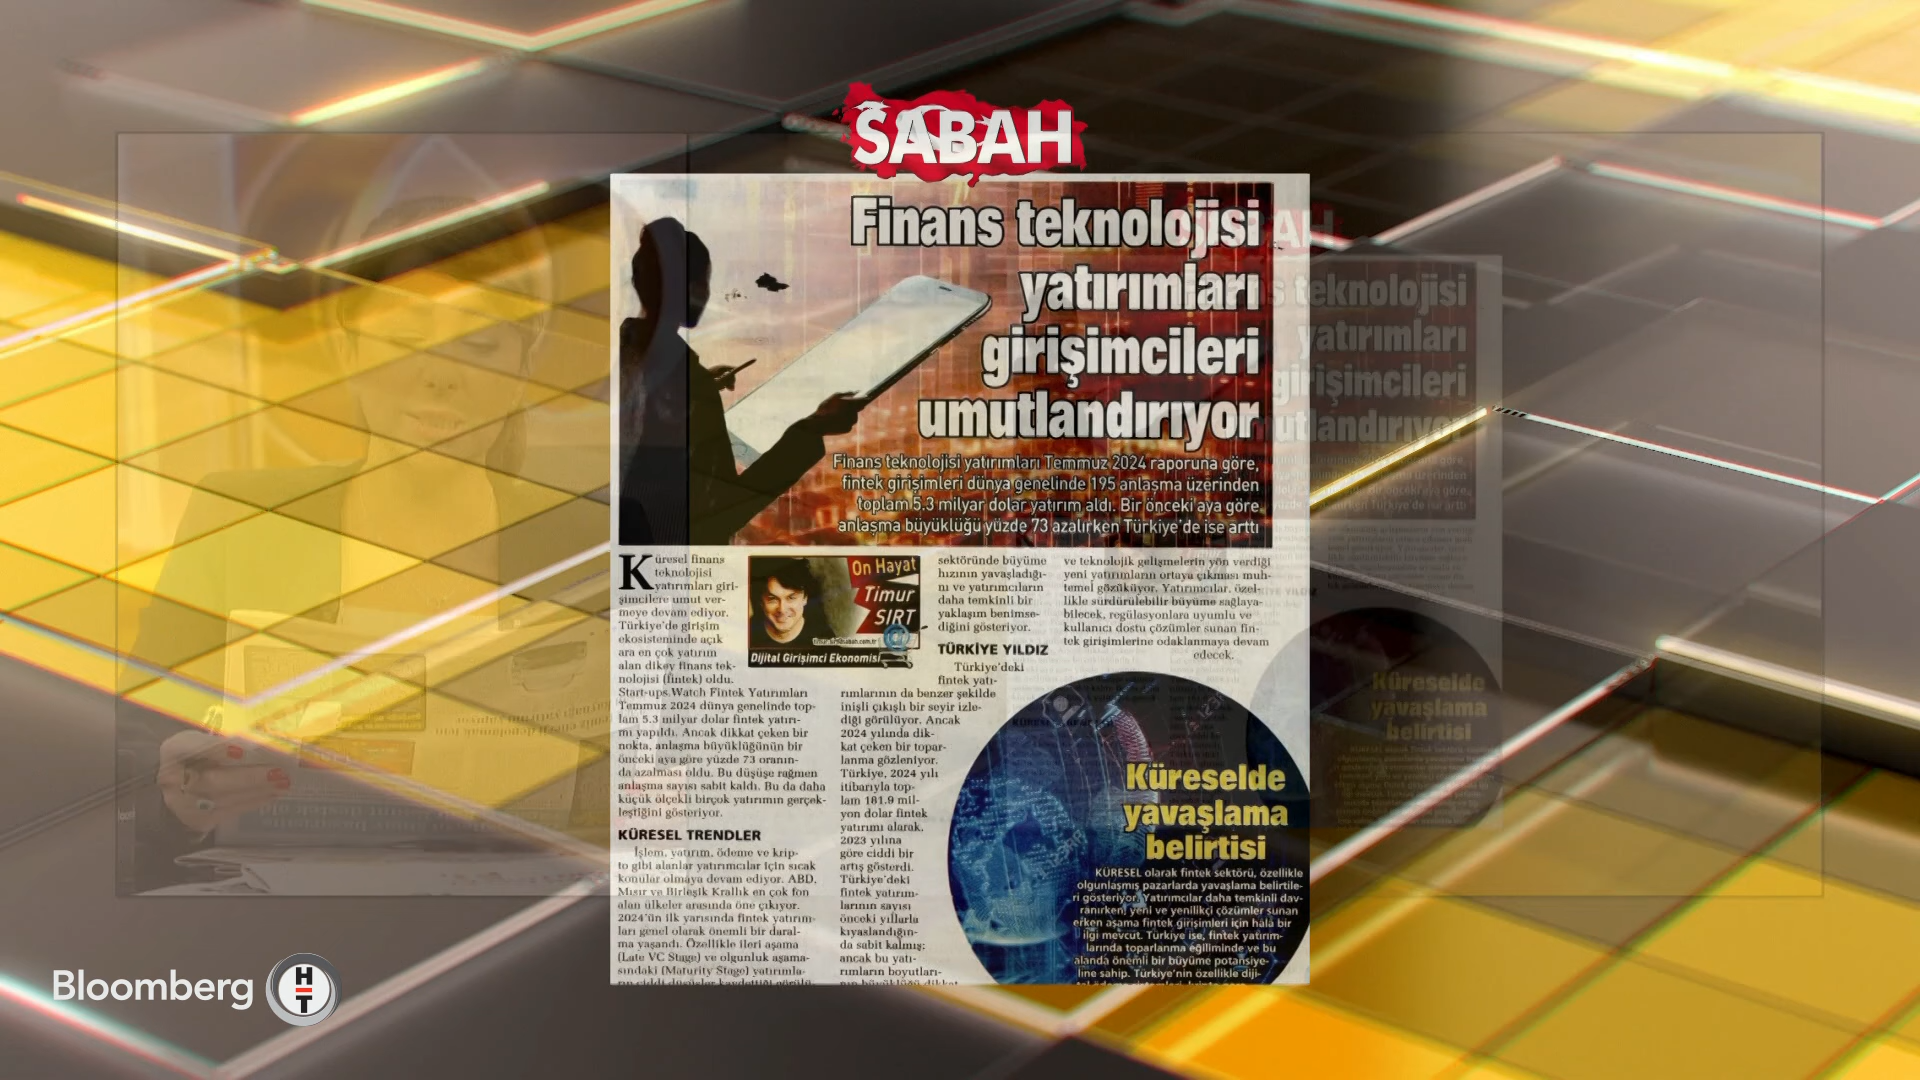 SABAH
Finans teknolojisi
yatırımları
girişimcileri
umutlandırıyor
Finans teknolojisi yatırımları Temmuz 2024 raporuna göre,
fintek girişimleri dünya genelinde 195 anlaşma üzerinden
toplam 5.3 milyar dolar yatırım aldı. Bir önceki aya göre
anlaşma büyüklüğü yüzde 73 azalırken Türkiye'de ise arttı
Küresel finans
teknolojisi
yatırımları giri-
şimcilere umut ver-
meye devam ediyor.
Türkiye'de girişim
ekosisteminde açık
ara en çok yatırım
alan dikey finans tek-
nolojisi (fintek) oldu.
Start-ups.Watch Fintek Yatırımları
Temmuz 2024 dünya genelinde top-
lam 5.3 milyar dolar fintek yatırı-
mı yapıldı. Ancak dikkat çeken bir
nokta, anlaşma büyüklüğünün bir
önceki aya göre yüzde 73 oranın-
da azalması oldu. Bu düşüşe rağmen
anlaşma sayısı sabit kaldı. Bu da daha
küçük ölçekli birçok yatırımın gerçek-
leştiğini gösteriyor.
KÜRESEL TRENDLER
İşlem, yatırım, ödeme ve krip-
to gibi alanlar yatırımcılar için sıcak
konular olmaya devam ediyor. ABD,
Mısır ve Birleşik Krallık en çok fon
alan ülkeler arasında öne çıkıyor.
2024'ün ilk yarısında fintek yatırım-
ları genel olarak önemli bir daral-
ma yaşandı. Özellikle ileri aşama
(Late VC Stage) ve olgunluk aşama-
sındaki (Maturity Stage) yatırımla-
rın ciddi düşüşler kaydettiği görülü-
On Hayat
Timur
SIRT
Dijital Girişimci Ekonomisi
sektöründe büyüme
hızının yavaşladığı-
nı ve yatırımcıların
daha temkinli bir
yaklaşım benimse-
diğini gösteriyor.
TÜRKİYE YILDIZ
Türkiye'deki
fintek yatı-
rımlarının da benzer şekilde
inişli çıkışlı bir seyir izle-
diği görülüyor. Ancak
2024 yılında dik-
kat çeken bir topar-
lanma gözleniyor.
Türkiye, 2024 yılı
itibarıyla top-
lam 181.9 mil-
yon dolar fintek
yatırımı alarak,
2023 yılına
göre ciddi bir
artış gösterdi.
Türkiye'deki
fintek yatırım-
larının sayısı
önceki yıllarla
kıyaslandığın-
da sabit kalmış;
ancak bu yatı-
rımların boyutları-
nın büyüklüğü dikkat
ve teknolojik gelişmelerin yön verdiği
yeni yatırımların ortaya çıkması muh-
temel gözüküyor. Yatırımcılar, özel-
likle sürdürülebilir büyüme sağlaya-
bilecek, regülasyonlara uyumlu ve
kullanıcı dostu çözümler sunan fin-
tek girişimlerine odaklanmaya devam
edecek.
Küreselde
yavaşlama
belirtisi
KÜRESEL olarak fintek sektörü, özellikle
olgunlaşmış pazarlarda yavaşlama belirtile-
ri gösteriyor. Yatırımcılar daha temkinli dav-
ranırken, yeni ve yenilikçi çözümler sunan
erken aşama fintek girişimleri için hâlâ bir
ilgi mevcut. Türkiye ise, fintek yatırım-
larında toparlanma eğiliminde ve bu
alanda önemli bir büyüme potansiye-
line sahip. Türkiye'nin özellikle diji-
Bloomberg HT